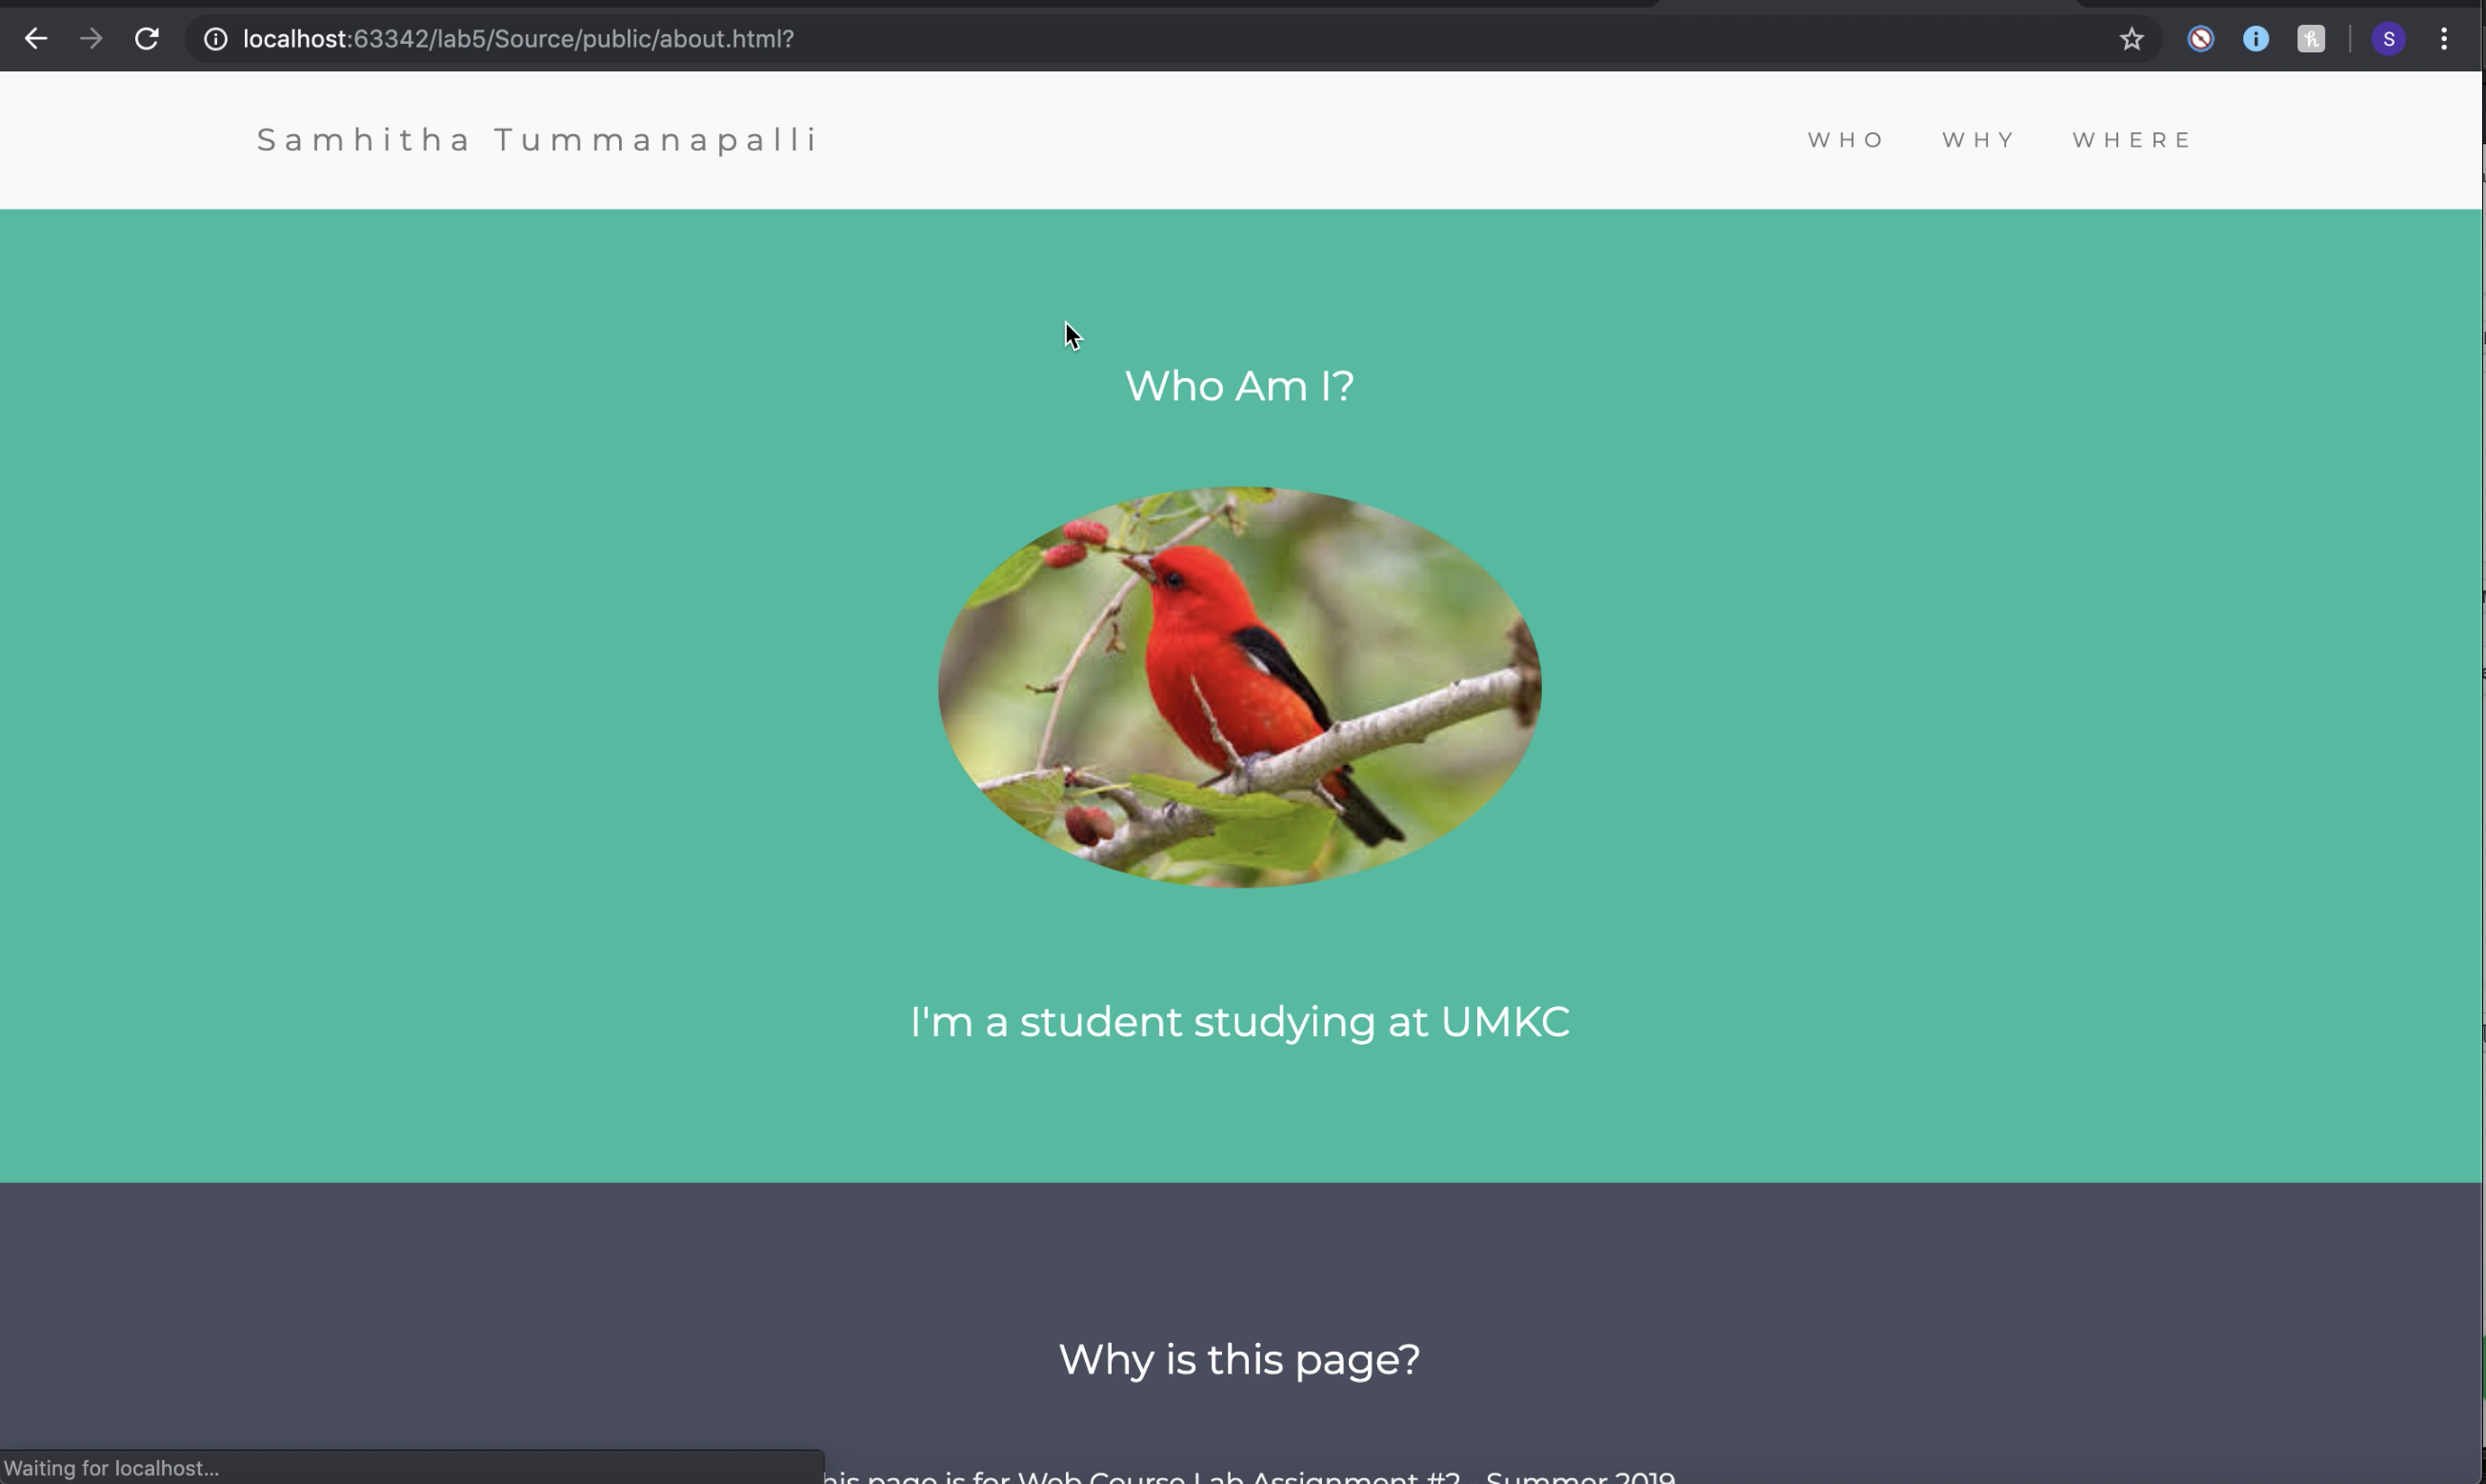 localhost:63342/lab5/Source/public/about.html?
S
Samhitha Tummanapalli
WHO WHY WHERE
Who Am I?
I'm a student studying at UMKC
Why is this page?
his page is for Web Course Lab Assignment #2 - Summer 2019
Waiting for localhost...